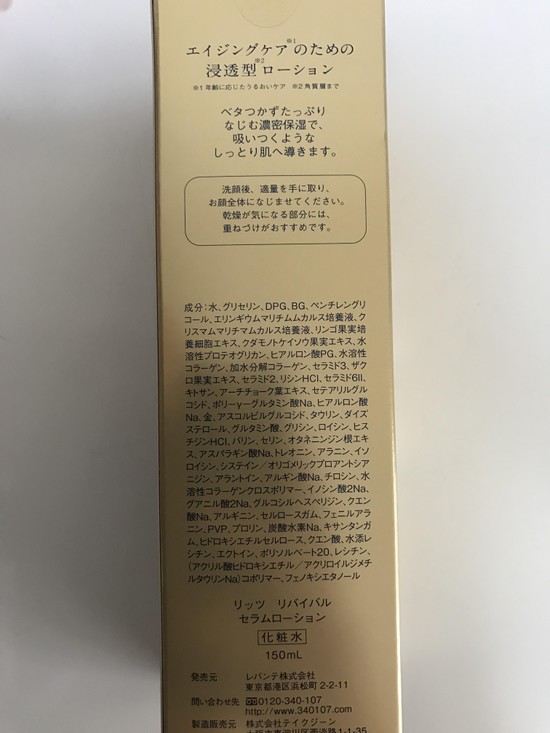 エイジングケア※1のための
浸透型※2ローション
※1 年齢に応じたうるおいケア ※2 角質層まで
ベタつかずたっぷり
なじむ濃密保湿で、
吸いつくような
しっとり肌へ導きます。
洗顔後、適量を手に取り、
お顔全体になじませてください。
乾燥が気になる部分には、
重ねづけがおすすめです。
成分:水、グリセリン、DPG、BG、ペンチレングリ
コール、エリンギウムマリチムムカルス培養液、ク
リスマムマリチマムカルス培養液、リンゴ果実培
養細胞エキス、クダモノトケイソウ果実エキス、水
溶性プロテオグリカン、ヒアルロン酸PG、水溶性
コラーゲン、加水分解コラーゲン、セラミド3、ザク
ロ果実エキス、セラミド2、リシンHCl、セラミド6II、
キトサン、アーチチョーク葉エキス、セテアリルグル
コシド、ポリ-γ-グルタミン酸Na、ヒアルロン酸
Na、金、アスコルビルグルコシド、タウリン、ダイズ
ステロール、グルタミン酸、グリシン、ロイシン、ヒス
チジンHCl、バリン、セリン、オタネニンジン根エキ
ス、アスパラギン酸Na、トレオニン、アラニン、イソ
ロイシン、システイン/オリゴメリックプロアントシア
ニジン、アラントイン、アルギン酸Na、チロシン、水
溶性コラーゲンクロスポリマー、イノシン酸2Na、
グアニル酸2Na、グルコシルヘスペリジン、クエン
酸Na、アルギニン、セルロースガム、フェニルアラ
ニン、PVP、プロリン、炭酸水素Na、キサンタンガ
ム、ヒドロキシエチルセルロース、クエン酸、水添レ
シチン、エクトイン、ポリソルベート20、レシチン、
(アクリル酸ヒドロキシエチル/アクリロイルジメチ
ルタウリンNa)コポリマー、フェノキシエタノール
リッツ リバイバル
セラムローション
化粧水
150mL
発売元 レバンテ株式会社
東京都港区浜松町2-2-11
問い合わせ先 0120-340-107
http://www.340107.com
製造販売元 株式会社テイクジーン
大阪市東淀川区西淡路1-1-35